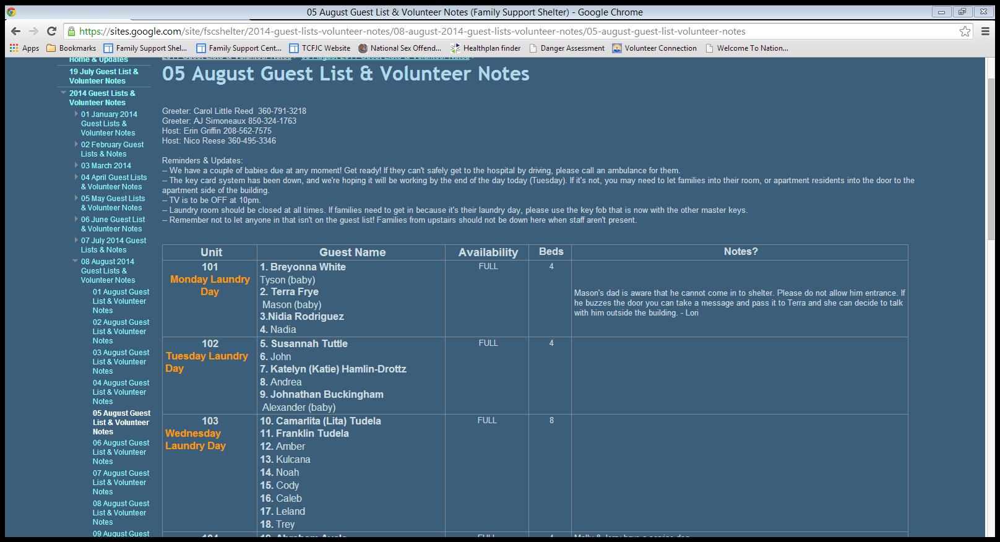 05 August Guest List & Volunteer Notes (Family Support Shelter) - Google Chrome
https://sites.google.com/site/fscshelter/2014-guest-lists-volunteer-notes/08-august-2014-guest-lists-volunteer-notes/05-august-guest-list-volunteer-notes
Apps Bookmarks Family Support Shel... Family Support Cent... TCFJC Website National Sex Offend... Healthplan finder Danger Assessment Volunteer Connection Welcome To Nation...
Home & Updates
19 July Guest List &
Volunteer Notes
2014 Guest Lists &
Volunteer Notes
01 January 2014
Guest Lists &
Volunteer Notes
02 February Guest
Lists & Notes
03 March 2014
04 April Guest Lists
& Volunteer Notes
05 May Guest Lists
& Volunteer Notes
06 June Guest List
& Volunteer Notes
07 July 2014 Guest
Lists & Notes
08 August 2014
Guest Lists &
Volunteer Notes
01 August Guest
List & Volunteer
Notes
02 August Guest
List & Volunteer
Notes
03 August Guest
List & Volunteer
Notes
04 August Guest
List & Volunteer
Notes
05 August Guest
List & Volunteer
Notes
06 August Guest
List & Volunteer
Notes
07 August Guest
List & Volunteer
Notes
08 August Guest
List & Volunteer
Notes
09 August Guest
05 August Guest List & Volunteer Notes
Greeter: Carol Little Reed 360-791-3218
Greeter: AJ Simoneaux 850-324-1763
Host: Erin Griffin 208-562-7575
Host: Nico Reese 360-495-3346
Reminders & Updates:
-- We have a couple of babies due at any moment! Get ready! If they can't safely get to the hospital by driving, please call an ambulance for them.
-- The key card system has been down, and we're hoping it will be working by the end of the day today (Tuesday). If it's not, you may need to let families into their room, or apartment residents into the door to the
apartment side of the building.
-- TV is to be OFF at 10pm.
-- Laundry room should be closed at all times. If families need to get in because it's their laundry day, please use the key fob that is now with the other master keys.
-- Remember not to let anyone in that isn't on the guest list! Families from upstairs should not be down here when staff aren't present.
Unit Guest Name Availability Beds Notes?
101
Monday Laundry
Day
1. Breyonna White
Tyson (baby)
2. Terra Frye
Mason (baby)
3.Nidia Rodriguez
4. Nadia
FULL
4
Mason's dad is aware that he cannot come in to shelter. Please do not allow him entrance. If
he buzzes the door you can take a message and pass it to Terra and she can decide to talk
with him outside the building. - Lori
102
Tuesday Laundry
Day
5. Susannah Tuttle
6. John
7. Katelyn (Katie) Hamlin-Drottz
8. Andrea
9. Johnathan Buckingham
Alexander (baby)
FULL
4
103
Wednesday
Laundry Day
10. Camarlita (Lita) Tudela
11. Franklin Tudela
12. Amber
13. Kulcana
14. Noah
15. Cody
16. Caleb
17. Leland
18. Trey
FULL
8